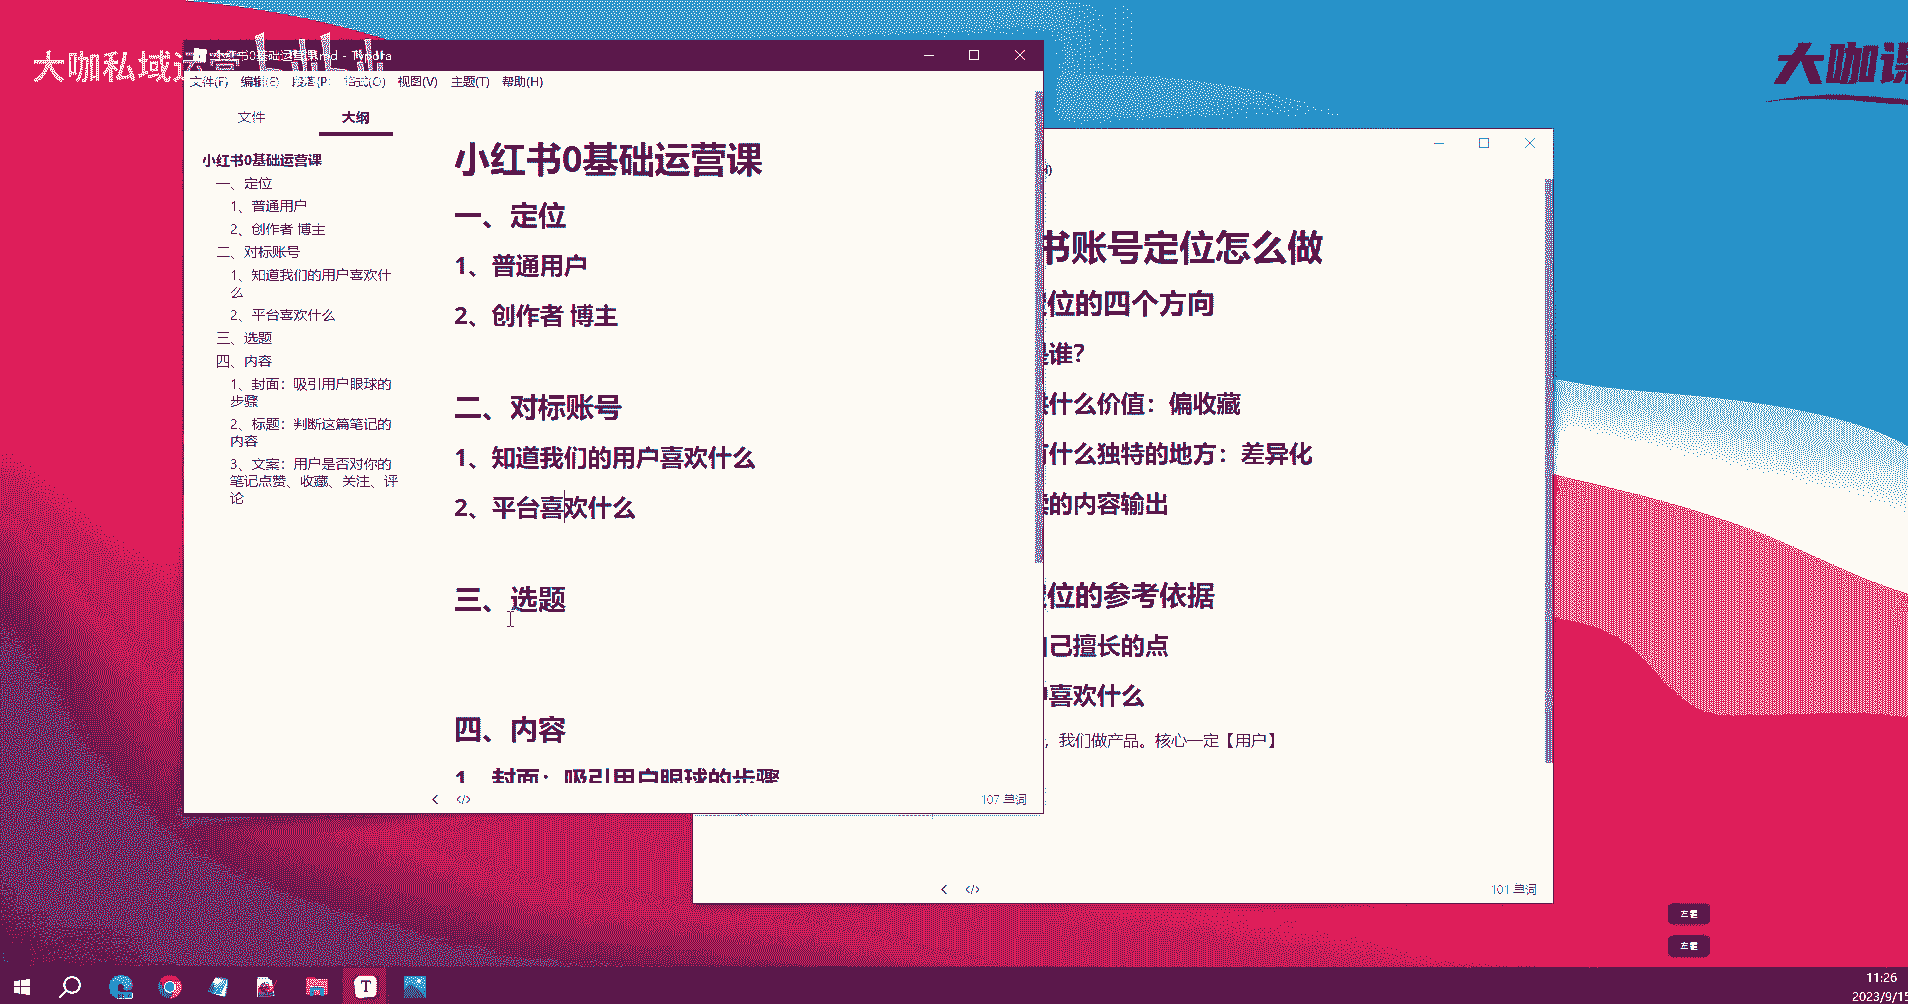 大咖私域运营
大咖课
小红书0基础运营课.md - Typora
文件(F) 编辑(E) 段落(P) 格式(O) 视图(V) 主题(T) 帮助(H)
文件 大纲
小红书0基础运营课
一、定位
1、普通用户
2、创作者 博主
二、对标账号
1、知道我们的用户喜欢什
么
2、平台喜欢什么
三、选题
四、内容
1、封面：吸引用户眼球的
步骤
2、标题：判断这篇笔记的
内容
3、文案：用户是否对你的
笔记点赞、收藏、关注、评
论
小红书0基础运营课
一、定位
1、普通用户
2、创作者 博主
二、对标账号
1、知道我们的用户喜欢什么
2、平台喜欢什么
三、选题
四、内容
1、封面：吸引用户眼球的步骤
107 单词
书账号定位怎么做
位的四个方向
是谁？
什么价值：偏收藏
有什么独特的地方：差异化
的内容输出
位的参考依据
自己擅长的点
喜欢什么
，我们做产品。核心一定【用户】
101 单词
左键
左键
T
11:26
2023/9/15